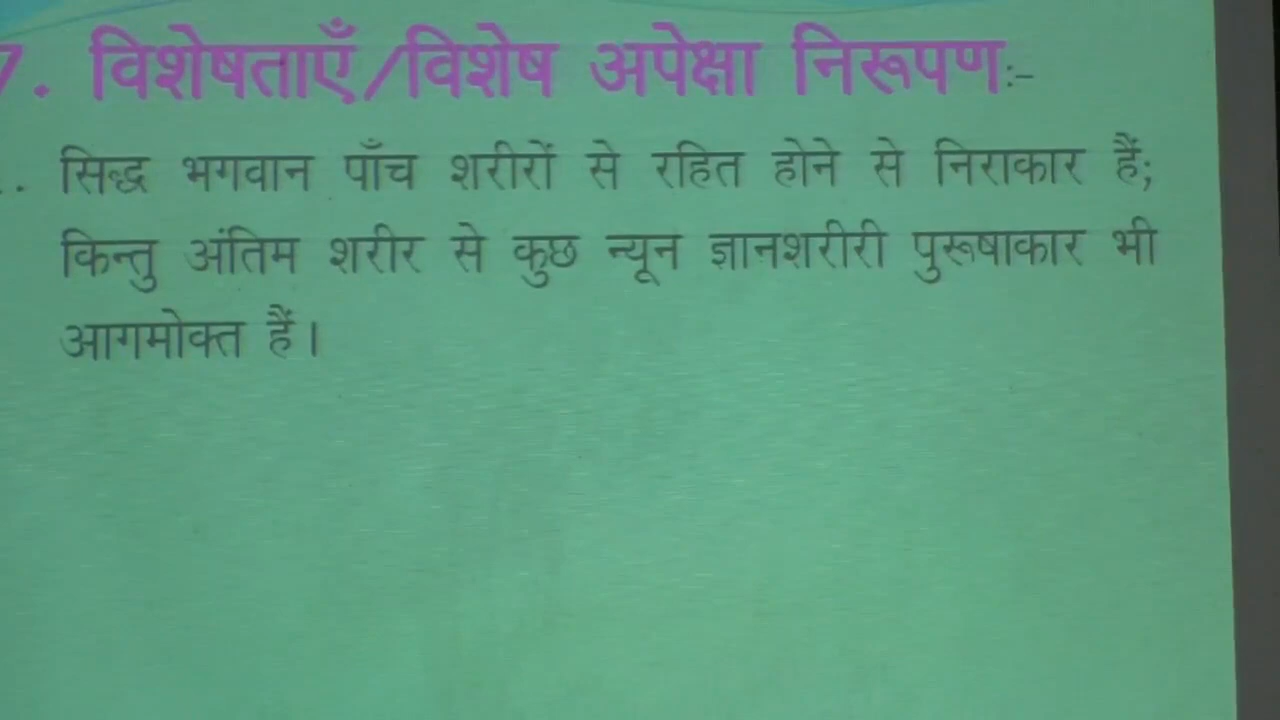 7. विशेषताएँ/विशेष अपेक्षा निरूपणः-
. सिद्ध भगवान पाँच शरीरों से रहित होने से निराकार हैं;
किन्तु अंतिम शरीर से कुछ न्यून ज्ञानशरीरी पुरूषाकार भी
आगमोक्त हैं।